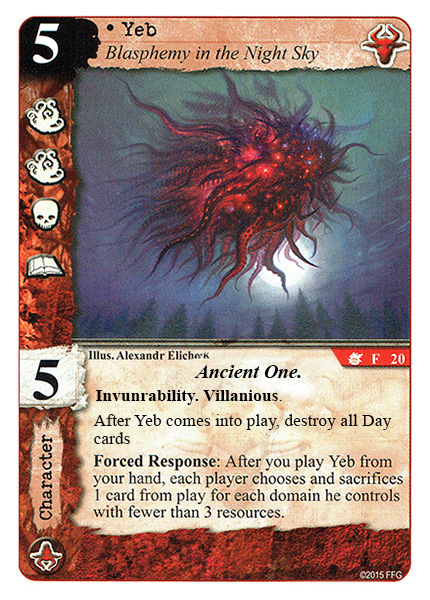 5
• Yeb
Blasphemy in the Night Sky
Illus. Alexandr Elichev
F 20
5
Ancient One.
Invunrability. Villanious.
After Yeb comes into play, destroy all Day
cards
Forced Response: After you play Yeb from
your hand, each player chooses and sacrifices
1 card from play for each domain he controls
with fewer than 3 resources.
Character
©2015 FFG